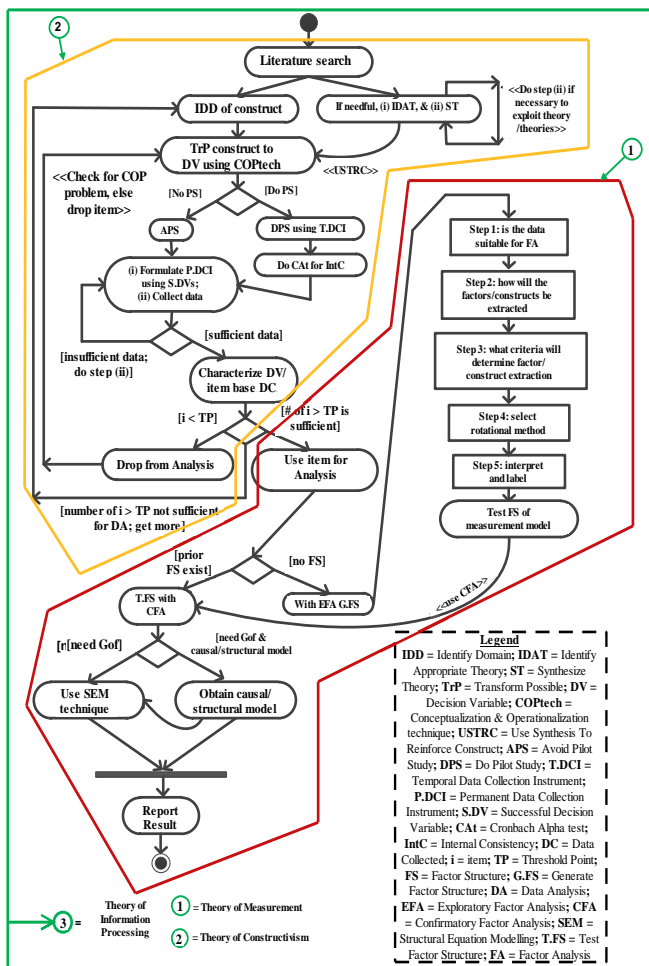 2
1
Literature search
IDD of construct
If needful, (i) IDAT, & (ii) ST
<<Do step (ii) if
necessary to
exploit theory
/theories>>
TrP construct to
DV using COPtech
<<USTRC>>
<<Check for COP
problem, else
drop item>>
[No PS]
[Do PS]
APS
DPS using T.DCI
Do CAt for IntC
(i) Formulate P.DCI
using S.DVs;
(ii) Collect data
[insufficient data;
do step (ii)]
[sufficient data]
Characterize DV/
item base DC
[i < TP]
[# of i > TP is
sufficient]
Drop from Analysis
Use item for
Analysis
[number of i > TP not sufficient
for DA; get more]
[prior
FS exist]
[no FS]
T.FS with
CFA
With EFA G.FS
<<use CFA>>
[need Gof]
[need Gof &
causal/structural model]
Use SEM
technique
Obtain causal/
structural model
Report
Result
Step 1: is the data
suitable for FA
Step 2: how will the
factors/constructs be
extracted
Step 3: what criteria will
determine factor/
construct extraction
Step 4: select
rotational method
Step 5: interpret
and label
Test FS of
measurement model
Legend
IDD = Identify Domain; IDAT = Identify
Appropriate Theory; ST = Synthesize
Theory; TrP = Transform Possible; DV =
Decision Variable; COPtech =
Conceptualization & Operationalization
technique; USTRC = Use Synthesis To
Reinforce Construct; APS = Avoid Pilot
Study; DPS = Do Pilot Study; T.DCI =
Temporal Data Collection Instrument;
P.DCI = Permanent Data Collection
Instrument; S.DV = Successful Decision
Variable; CAt = Cronbach Alpha test;
IntC = Internal Consistency; DC = Data
Collected; i = item; TP = Threshold Point;
FS = Factor Structure; G.FS = Generate
Factor Structure; DA = Data Analysis;
EFA = Exploratory Factor Analysis; CFA
= Confirmatory Factor Analysis; SEM =
Structural Equation Modelling; T.FS = Test
Factor Structure; FA = Factor Analysis
3 = Theory of
Information
Processing
1 = Theory of Measurement
2 = Theory of Constructivism